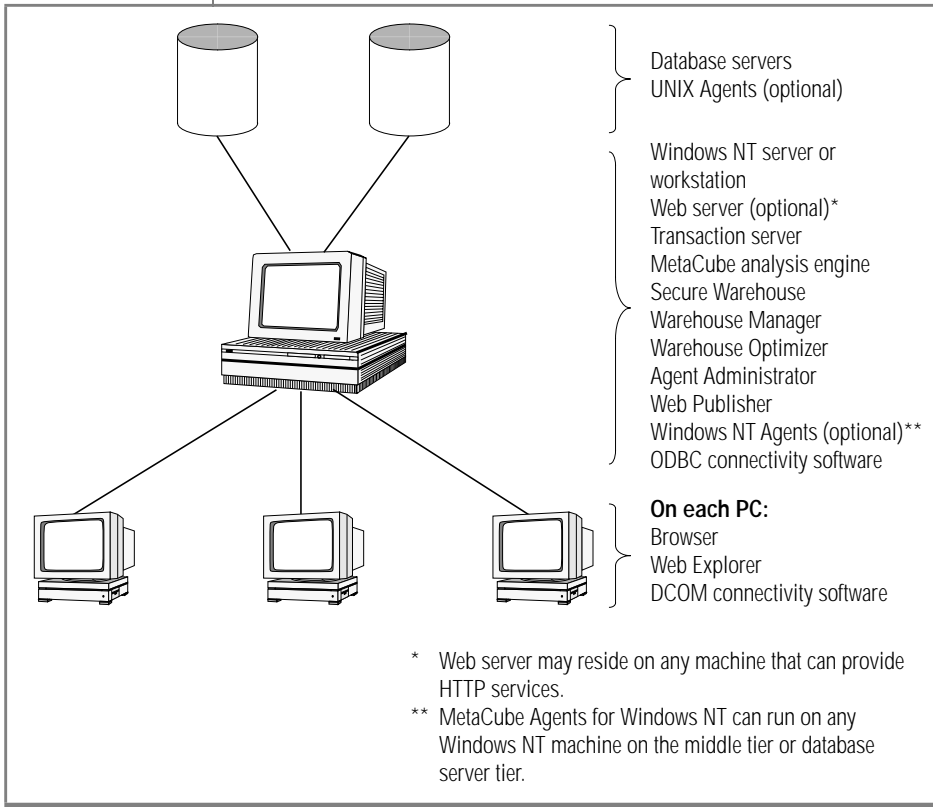 Database servers
UNIX Agents (optional)
Windows NT server or
workstation
Web server (optional)*
Transaction server
MetaCube analysis engine
Secure Warehouse
Warehouse Manager
Warehouse Optimizer
Agent Administrator
Web Publisher
Windows NT Agents (optional)**
ODBC connectivity software
On each PC:
Browser
Web Explorer
DCOM connectivity software
* Web server may reside on any machine that can provide
HTTP services.
** MetaCube Agents for Windows NT can run on any
Windows NT machine on the middle tier or database
server tier.